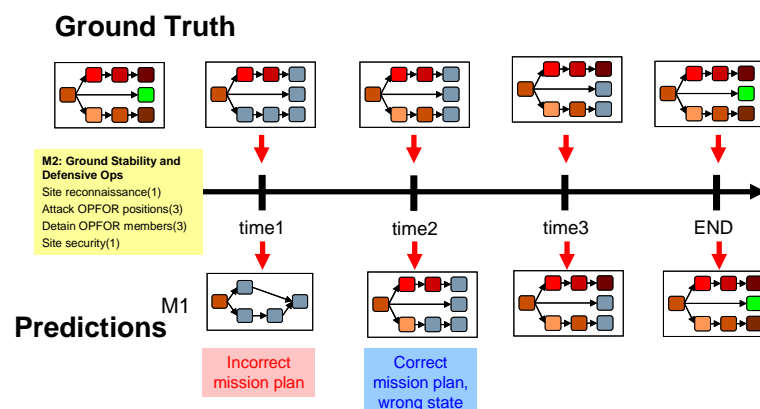 Ground Truth
M2: Ground Stability and
Defensive Ops
Site reconnaissance(1)
Attack OPFOR positions(3)
Detain OPFOR members(3)
Site security(1)
time1
time2
time3
END
M1
Predictions
Incorrect
mission plan
Correct
mission plan,
wrong state